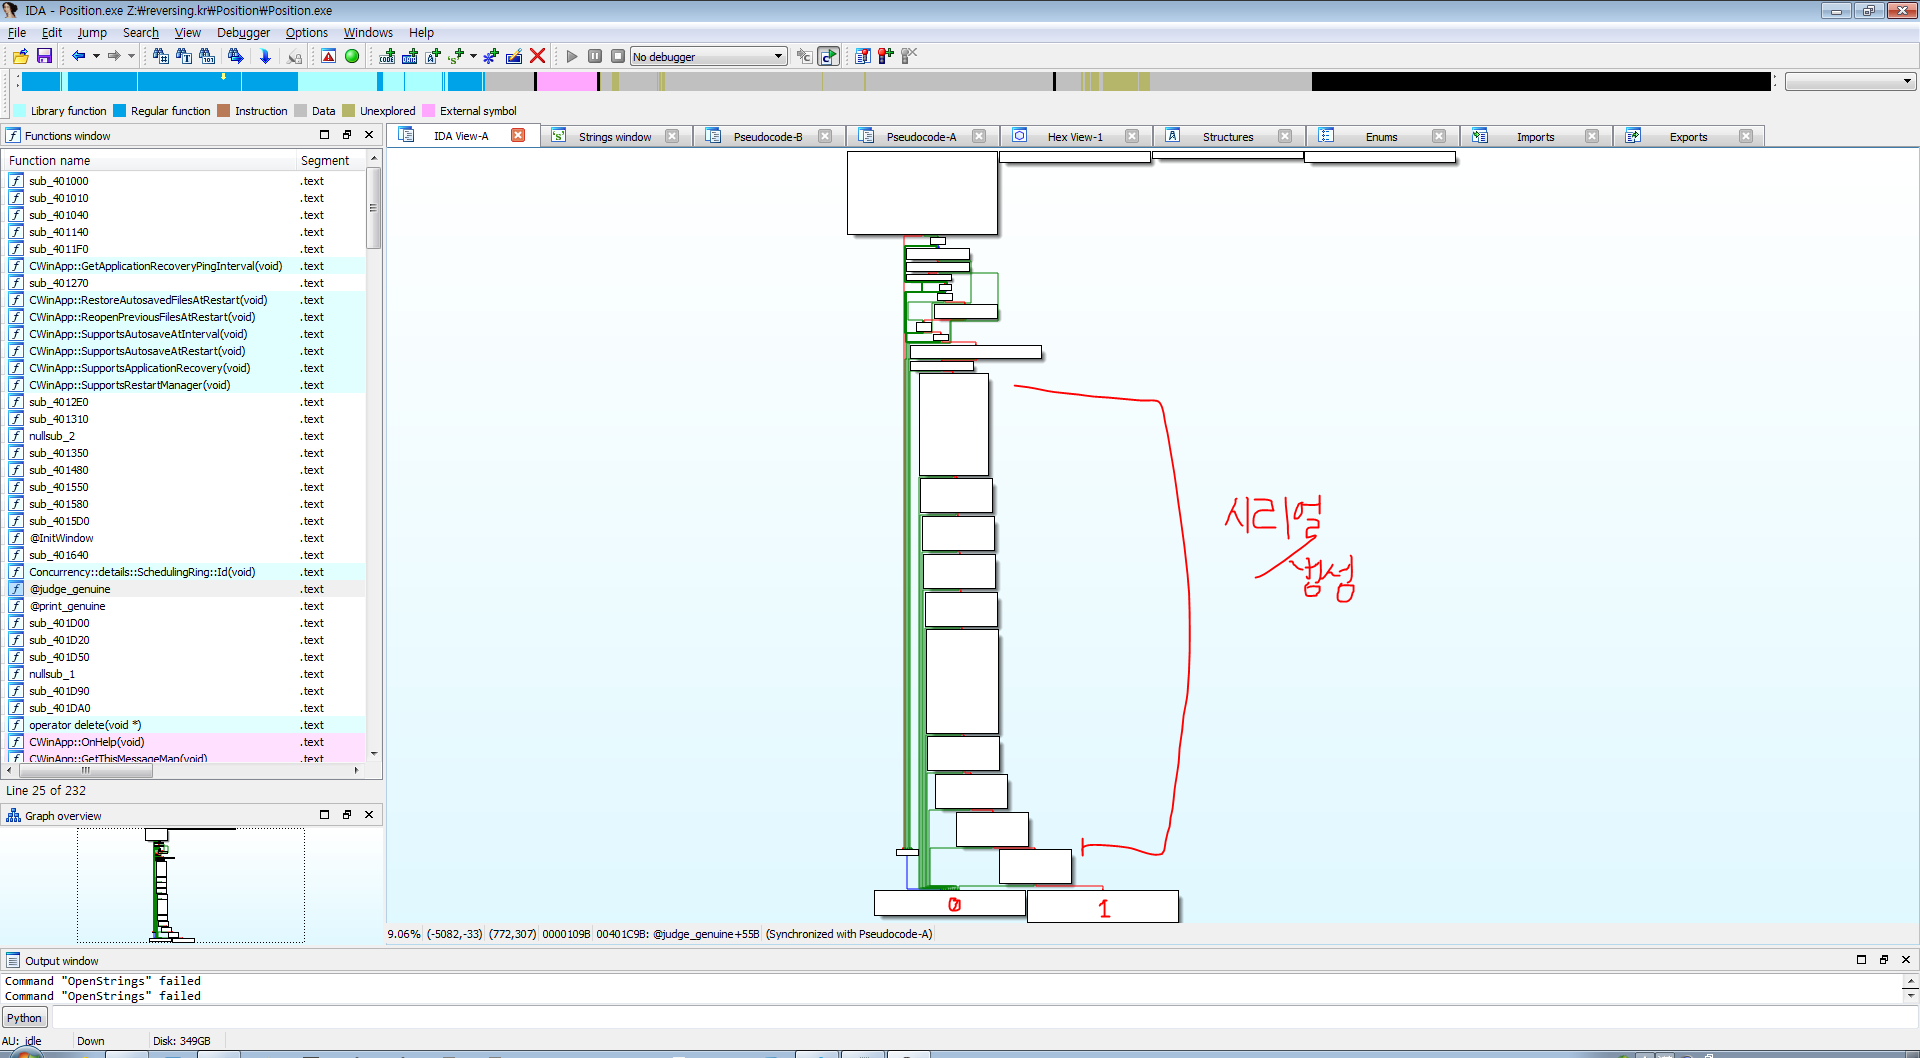 IDA - Position.exe Z:\reversing.kr\Position\Position.exe
File Edit Jump Search View Debugger Options Windows Help
No debugger
Library function Regular function Instruction Data Unexplored External symbol
Functions window
IDA View-A Strings window Pseudocode-B Pseudocode-A Hex View-1 Structures Enums Imports Exports
Function name Segment
sub_401000 .text
sub_401010 .text
sub_401040 .text
sub_401140 .text
sub_4011F0 .text
CWinApp::GetApplicationRecoveryPingInterval(void) .text
sub_401270 .text
CWinApp::RestoreAutosavedFilesAtRestart(void) .text
CWinApp::ReopenPreviousFilesAtRestart(void) .text
CWinApp::SupportsAutosaveAtInterval(void) .text
CWinApp::SupportsAutosaveAtRestart(void) .text
CWinApp::SupportsApplicationRecovery(void) .text
CWinApp::SupportsRestartManager(void) .text
sub_4012E0 .text
sub_401310 .text
nullsub_2 .text
sub_401350 .text
sub_401480 .text
sub_401550 .text
sub_401580 .text
sub_4015D0 .text
@InitWindow .text
sub_401640 .text
Concurrency::details::SchedulingRing::Id(void) .text
@judge_genuine .text
@print_genuine .text
sub_401D00 .text
sub_401D20 .text
sub_401D50 .text
nullsub_1 .text
sub_401D90 .text
sub_401DA0 .text
operator delete(void *) .text
CWinApp::OnHelp(void) .text
CWinApp::GetThisMessageMap(void) .text
Line 25 of 232
Graph overview
시리얼
생성
0 1
9.06% (-5082,-33) (772,307) 0000109B 00401C9B: @judge_genuine+55B (Synchronized with Pseudocode-A)
Output window
Command "OpenStrings" failed
Command "OpenStrings" failed
Python
AU: idle Down Disk: 349GB